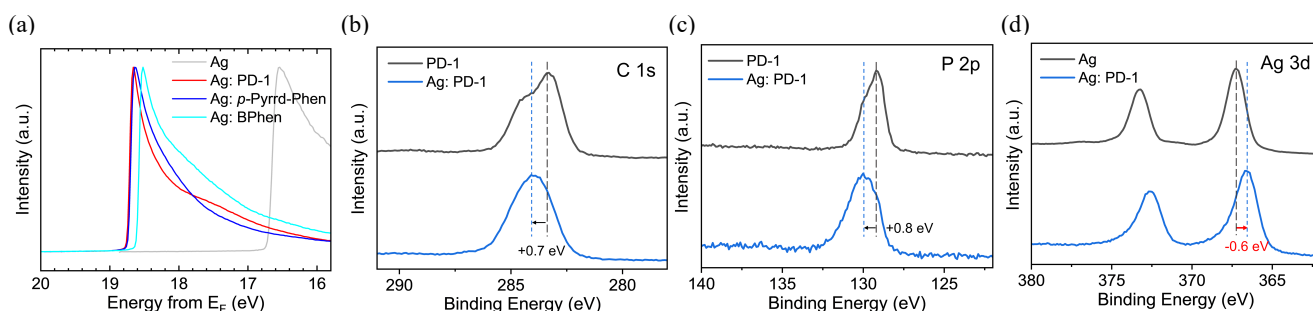 (a)
Intensity (a.u.)
Ag
Ag: PD-1
Ag: p-Pyrrd-Phen
Ag: BPhen
20 19 18 17 16
Energy from EF (eV)
(b)
Intensity (a.u.)
PD-1
Ag: PD-1
C 1s
+0.7 eV
290 285 280
Binding Energy (eV)
(c)
Intensity (a.u.)
PD-1
Ag: PD-1
P 2p
+0.8 eV
140 135 130 125
Binding Energy (eV)
(d)
Intensity (a.u.)
Ag
Ag: PD-1
Ag 3d
-0.6 eV
380 375 370 365
Binding Energy (eV)